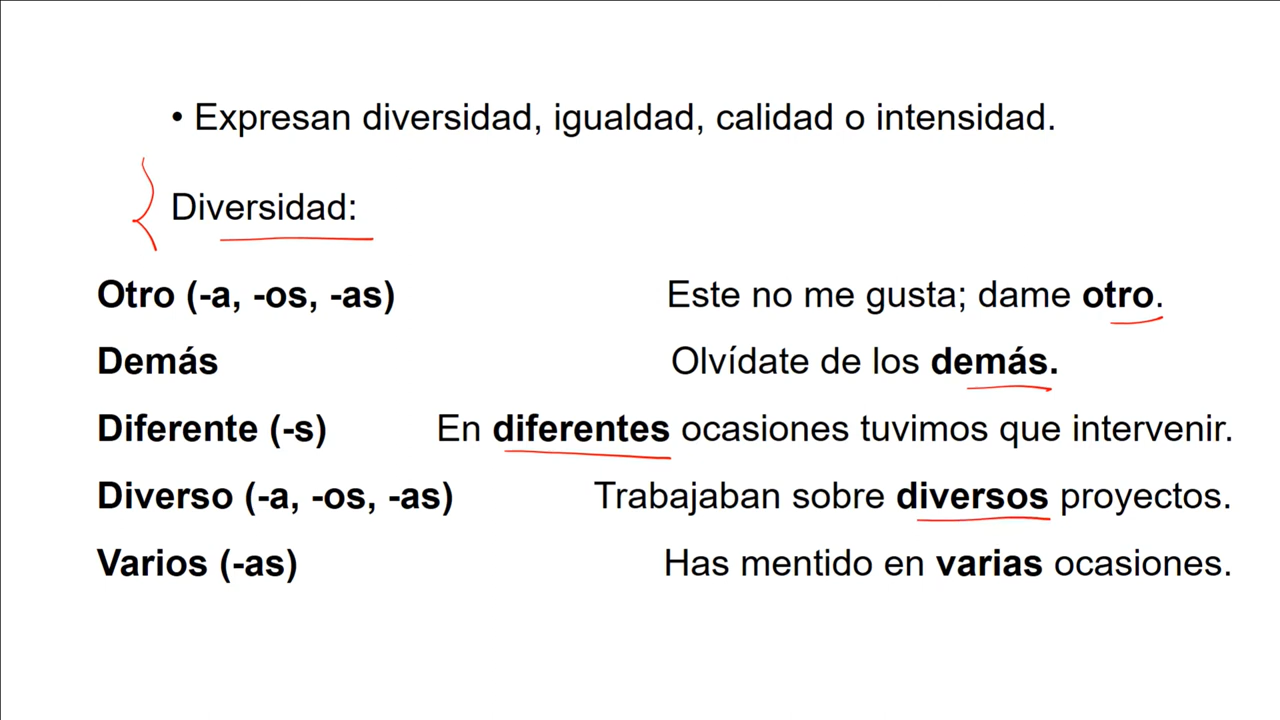 • Expresan diversidad, igualdad, calidad o intensidad.
Diversidad:
Otro (-a, -os, -as) Este no me gusta; dame otro.
Demás Olvídate de los demás.
Diferente (-s) En diferentes ocasiones tuvimos que intervenir.
Diverso (-a, -os, -as) Trabajaban sobre diversos proyectos.
Varios (-as) Has mentido en varias ocasiones.